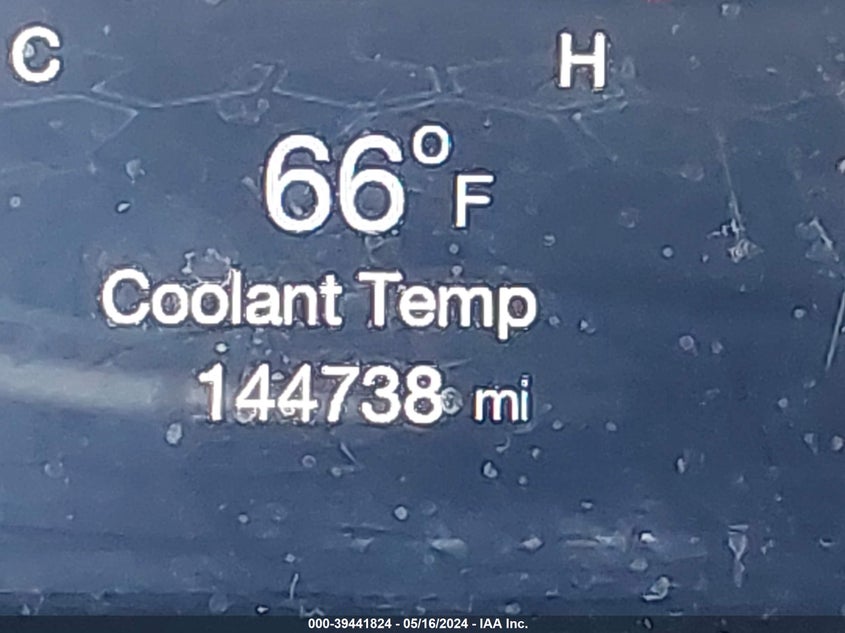 C H
66°F
Coolant Temp
144738 mi
000-39441824 - 05/16/2024 - IAA Inc.